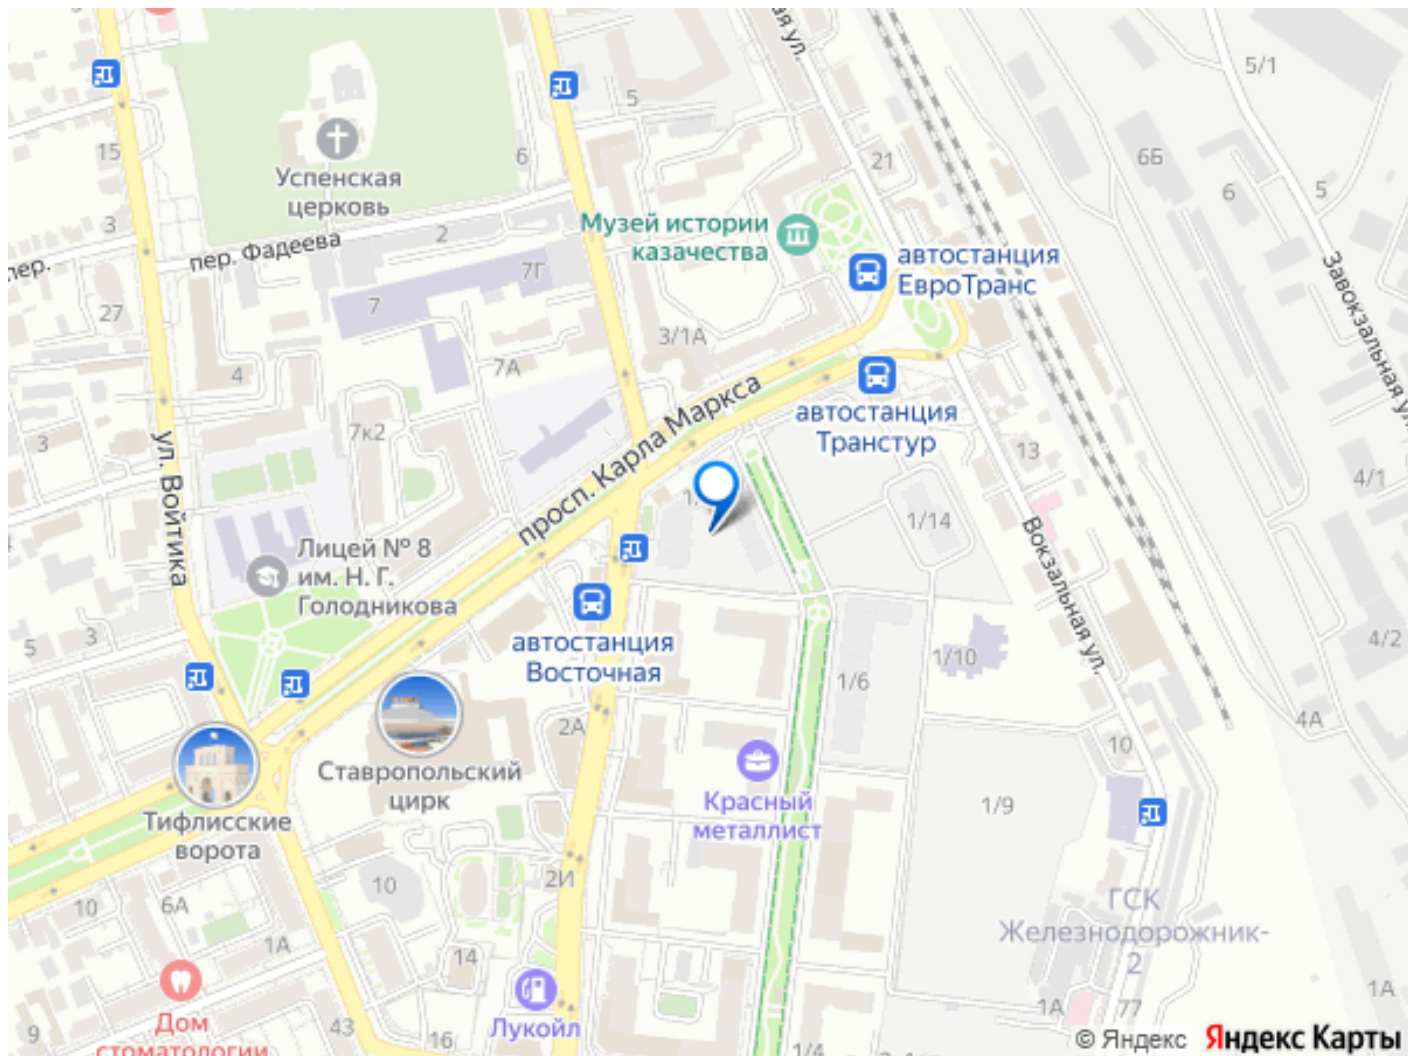 ая ул.
5/1
5
15
21
6Б
6
Успенская
церковь
6
5
3
пер.
пер. Фадеева
2
Музей истории
казачества
7Г
автостанция
ЕвроТранс
Завокзальная ул.
27
7
3/1А
4
7А
просп. Карла Маркса
автостанция
Транстур
3
7к2
13
4/1
ул. Войтика
1/14
Вокзальная ул.
Лицей № 8
им. Н. Г.
Голодникова
5
3
автостанция
Восточная
1/10
1/6
4/2
4А
2А
10
Ставропольский
цирк
Красный
металлист
1/9
Тифлисские
ворота
10
2И
10
6А
1А
14
ГСК
Железнодорожник-
2
1А
77
1А
9
Дом
стоматологии
43
16
Лукойл
1/4
© Яндекс Яндекс Карты